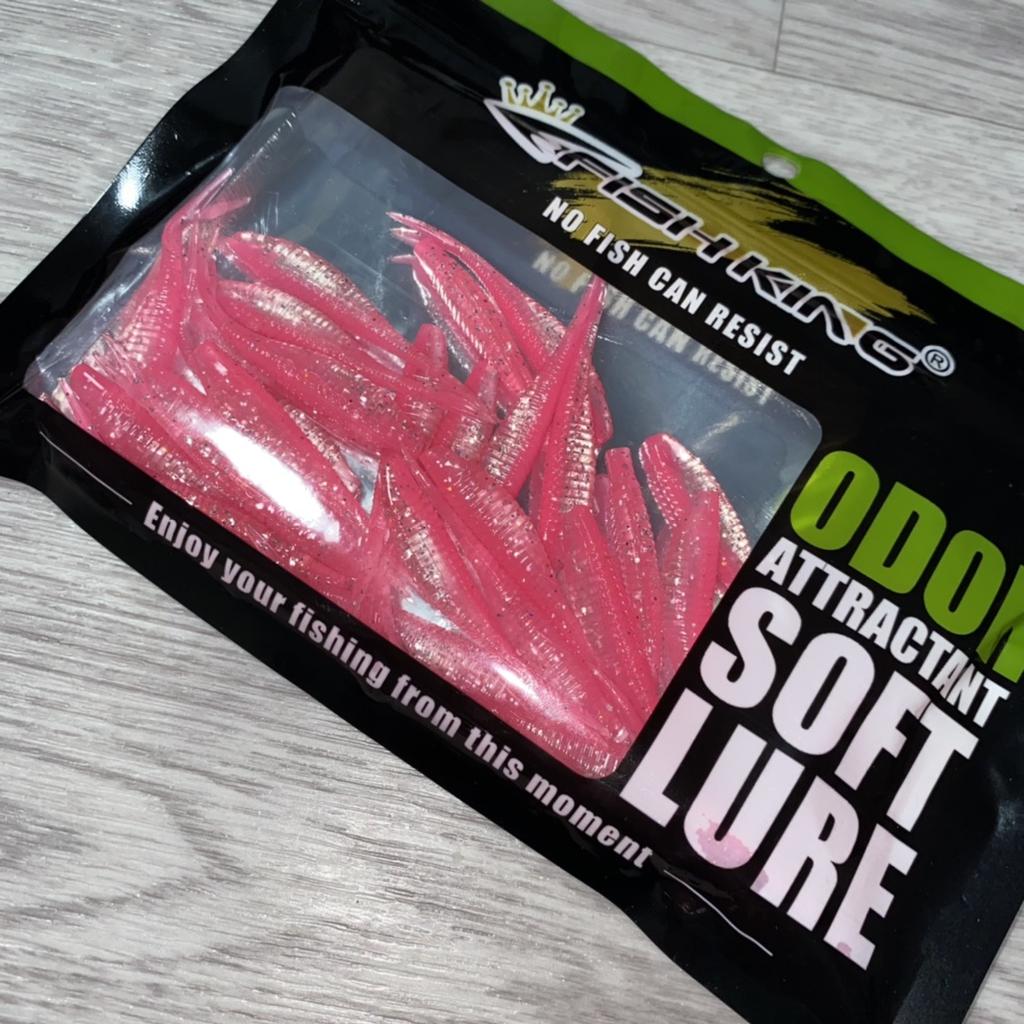 FISH KING®
NO FISH CAN RESIST
NO FISH CAN RESIST
ODOR
ATTRACTANT
SOFT
LURE
Enjoy your fishing from this moment